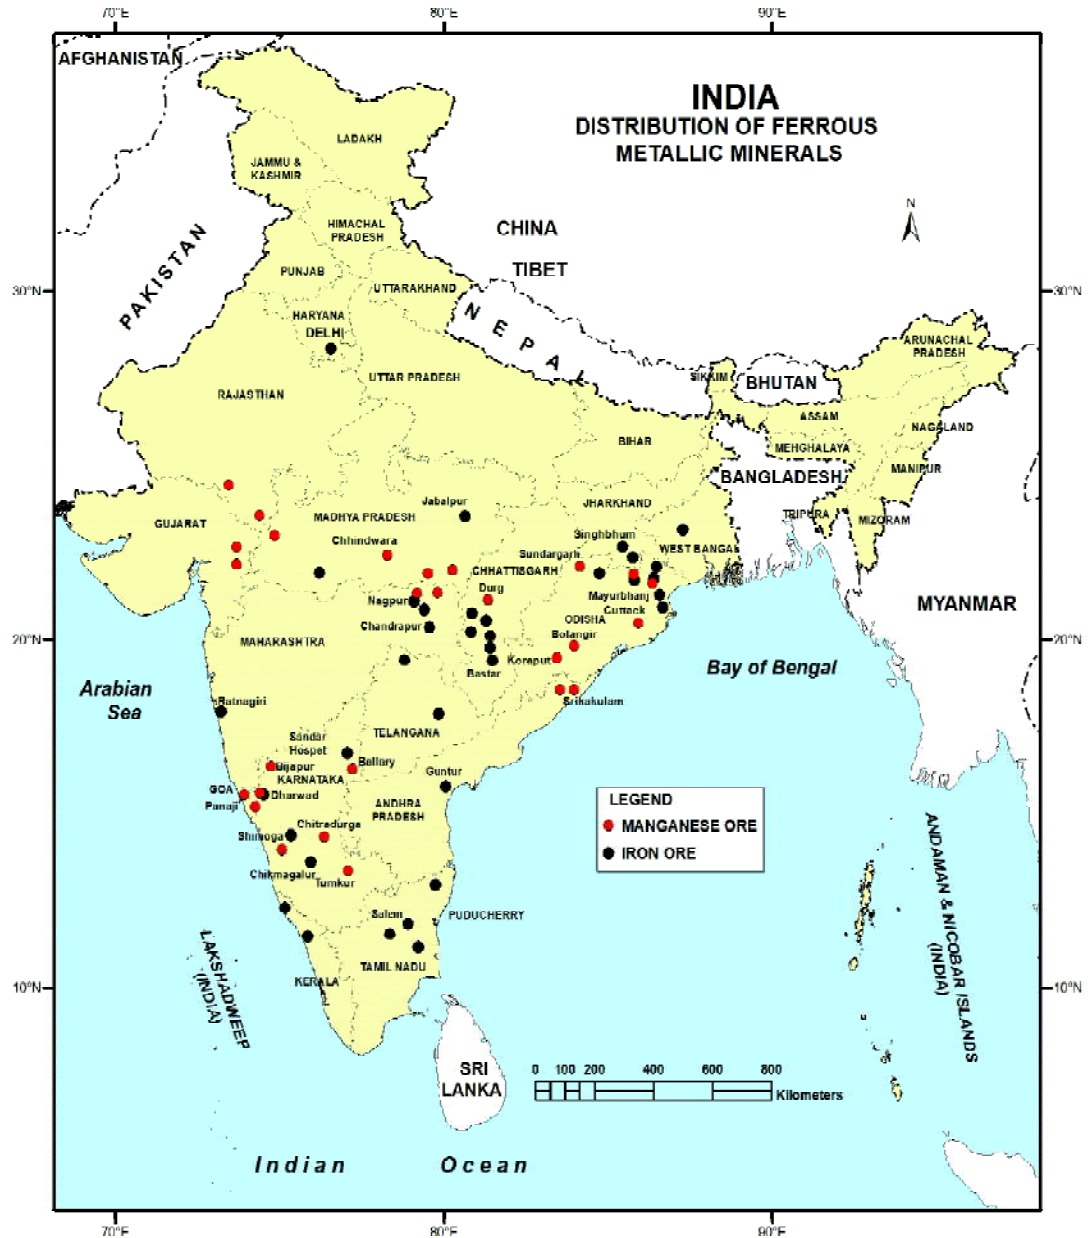 70°E 80°E 90°E
AFGHANISTAN
INDIA
DISTRIBUTION OF FERROUS
METALLIC MINERALS
LADAKH
JAMMU &
KASHMIR
N
HIMACHAL
PRADESH
CHINA
TIBET
PAKISTAN
PUNJAB
UTTARAKHAND
30°N 30°N
NEPAL
HARYANA
DELHI
ARUNACHAL
PRADESH
UTTAR PRADESH
SIKKIM
BHUTAN
RAJASTHAN
ASSAM
NAGALAND
BIHAR
MEHGHALAYA
MANIPUR
BANGLADESH
Jabalpur
JHARKHAND
TRIPURA
MIZORAM
GUJARAT
MADHYA PRADESH
Chhindwara
Singhbhum
WEST BANGAL
Sundargarh
CHHATTISGARH
Durg
Nagpur
Mayurbhanj
Cuttack
MYANMAR
Chandrapur
ODISHA
Bolangir
MAHARASHTRA
20°N 20°N
Koraput
Bastar
Bay of Bengal
Arabian
Sea
Ratnagiri
Srikakulam
TELANGANA
Sandar
Hospet
Bellary
Bijapur
KARNATAKA
Guntur
GOA
Dharwad
Panaji
ANDHRA
PRADESH
LEGEND
MANGANESE ORE
IRON ORE
Chitradurga
Shimoga
Chikmagalur
Tumkur
Salem
PUDUCHERRY
ANDAMAN & NICOBAR ISLANDS
(INDIA)
LAKSHADWEEP
(INDIA)
TAMIL NADU
KERALA
10°N 10°N
SRI
LANKA
0 100 200 400 600 800
Kilometers
Indian Ocean
70°E 80°E 90°E